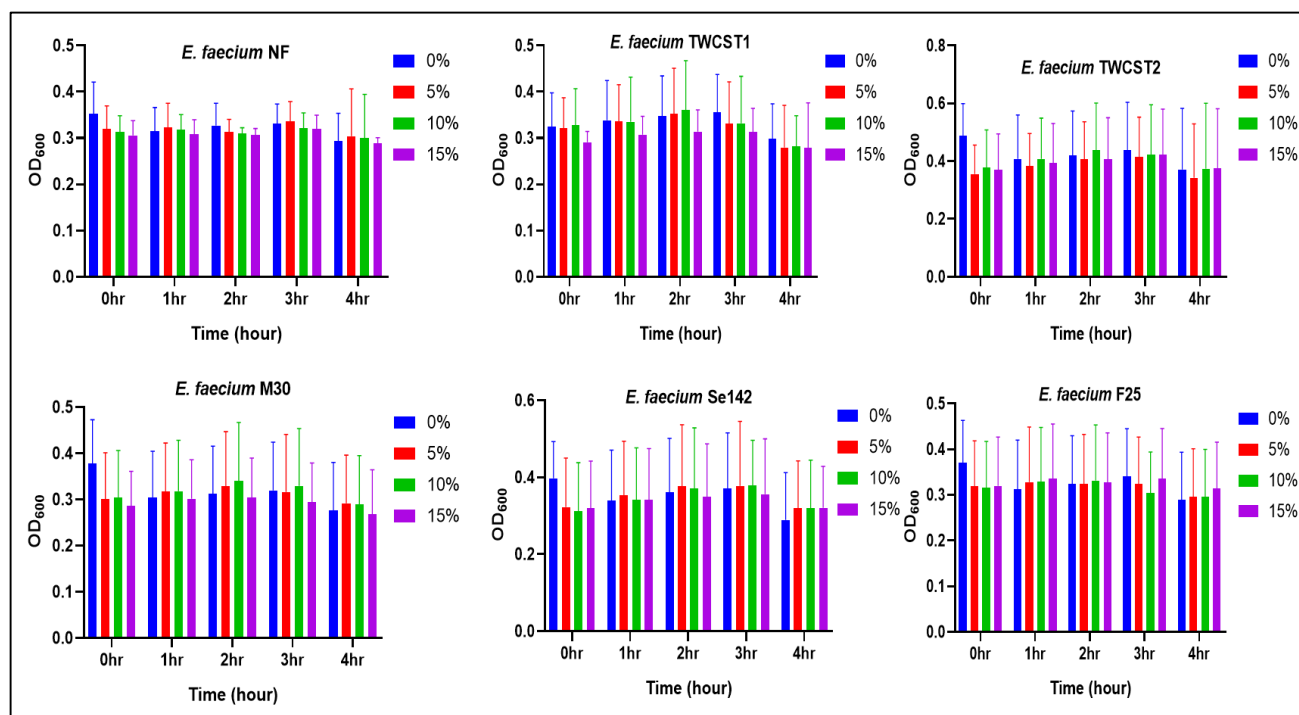 E. faecium NF
0.5
0.4
0.3
0.2
0.1
0.0
OD600
0hr 1hr 2hr 3hr 4hr
Time (hour)
0%
5%
10%
15%
E. faecium TWCST1
0.5
0.4
0.3
0.2
0.1
0.0
OD600
0hr 1hr 2hr 3hr 4hr
Time (hour)
0%
5%
10%
15%
E. faecium TWCST2
0.8
0.6
0.4
0.2
0.0
OD600
0hr 1hr 2hr 3hr 4hr
Time (hour)
0%
5%
10%
15%
E. faecium M30
0.5
0.4
0.3
0.2
0.1
0.0
OD600
0hr 1hr 2hr 3hr 4hr
Time (hour)
0%
5%
10%
15%
E. faecium Se142
0.6
0.4
0.2
0.0
OD600
0hr 1hr 2hr 3hr 4hr
Time (hour)
0%
5%
10%
15%
E. faecium F25
0.5
0.4
0.3
0.2
0.1
0.0
OD600
0hr 1hr 2hr 3hr 4hr
Time (hour)
0%
5%
10%
15%